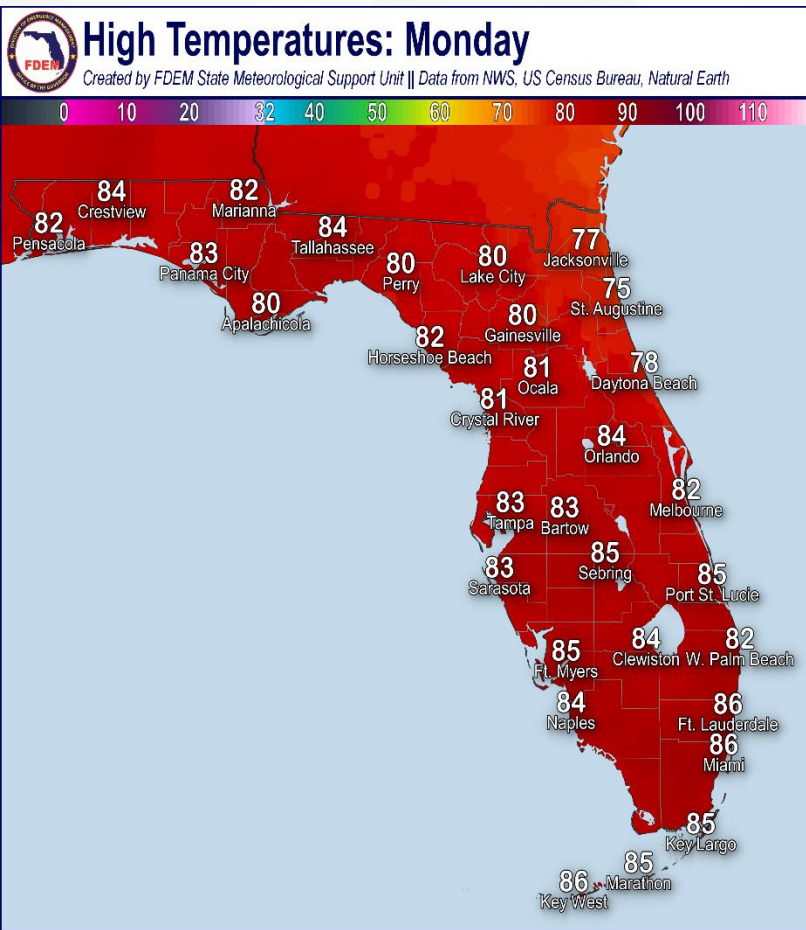 High Temperatures: Monday
Created by FDEM State Meteorological Support Unit || Data from NWS, US Census Bureau, Natural Earth
FDEM
0 10 20 32 40 50 60 70 80 90 100 110
84
Crestview
82
Marianna
82
Pensacola
84
Tallahassee
77
Jacksonville
83
Panama City
80
Perry
80
Lake City
75
St. Augustine
80
Apalachicola
80
Gainesville
82
Horseshoe Beach
81
Ocala
78
Daytona Beach
81
Crystal River
84
Orlando
82
Melbourne
83
Tampa
83
Bartow
85
Sebring
83
Sarasota
85
Port St. Lucie
85
Ft. Myers
84
Clewiston
82
W. Palm Beach
84
Naples
86
Ft. Lauderdale
86
Miami
85
Key Largo
85
Marathon
86
Key West